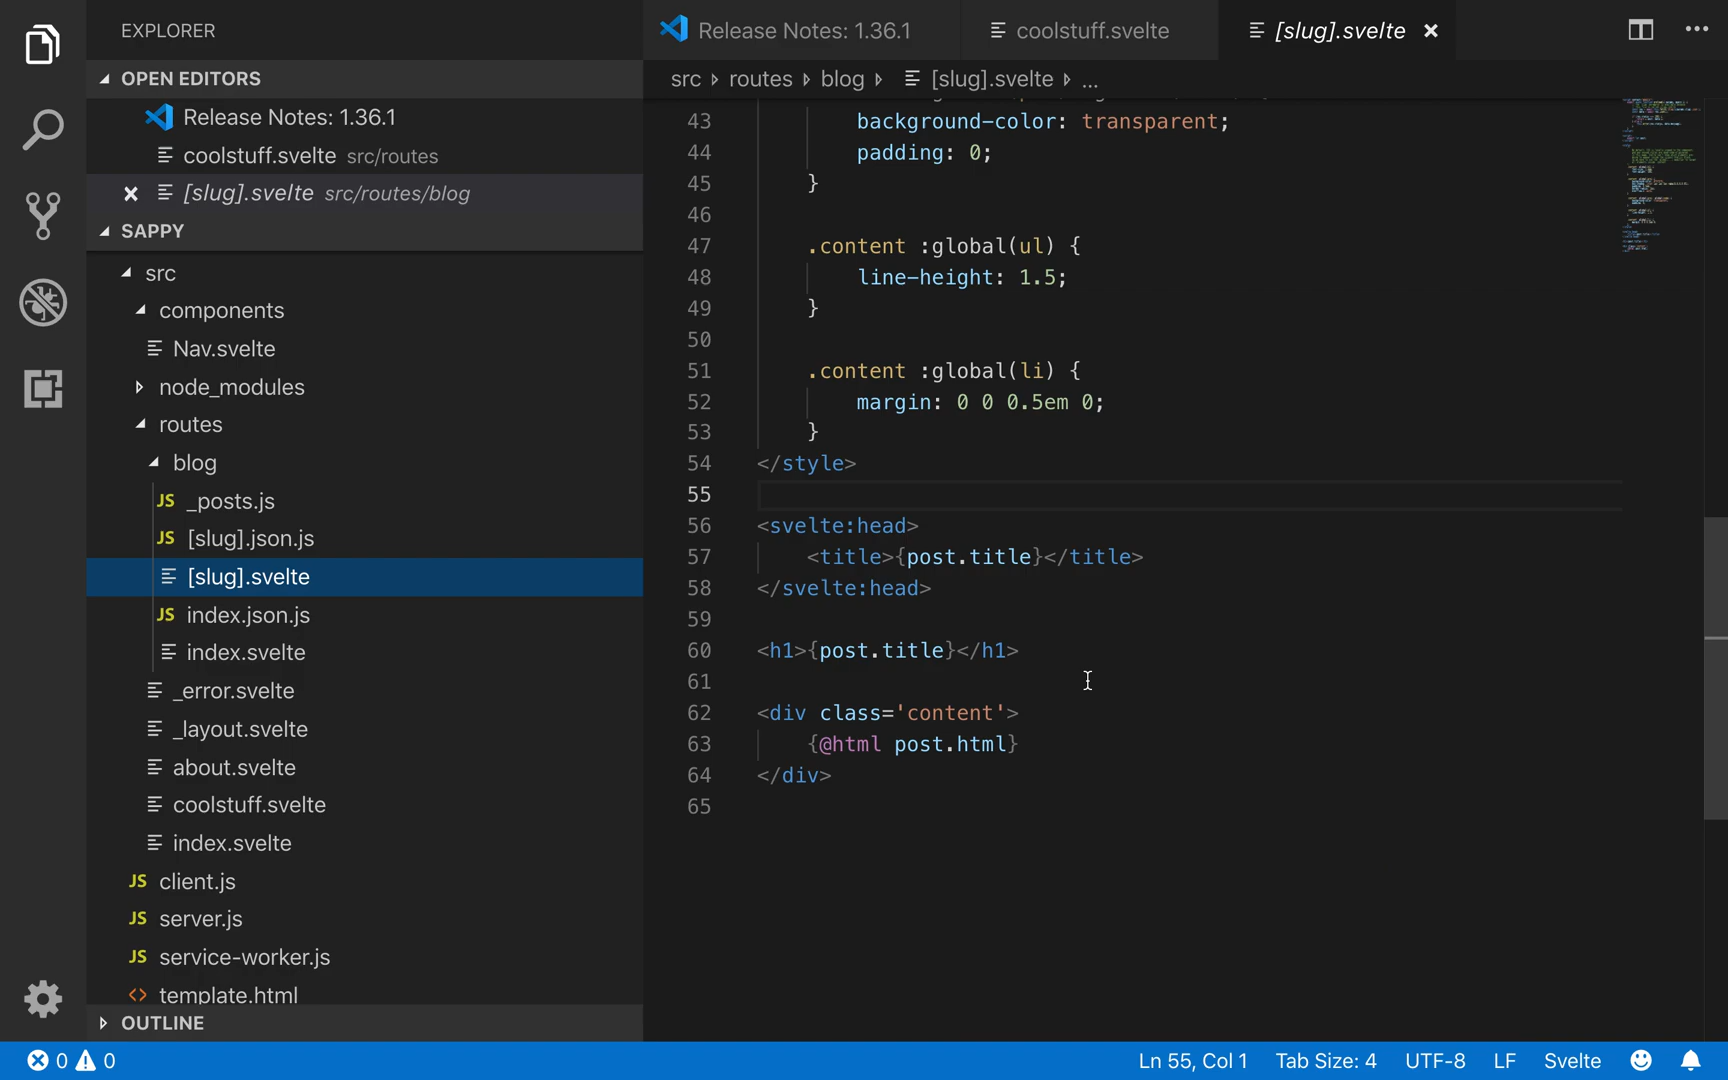 EXPLORER
OPEN EDITORS
Release Notes: 1.36.1
coolstuff.svelte src/routes
[slug].svelte src/routes/blog
SAPPY
src
components
Nav.svelte
node_modules
routes
blog
JS _posts.js
JS [slug].json.js
[slug].svelte
JS index.json.js
index.svelte
_error.svelte
_layout.svelte
about.svelte
coolstuff.svelte
index.svelte
JS client.js
JS server.js
JS service-worker.js
<> template.html
OUTLINE
Release Notes: 1.36.1 coolstuff.svelte [slug].svelte
src › routes › blog › [slug].svelte › ...
43 background-color: transparent;
44 padding: 0;
45 }
46
47 .content :global(ul) {
48 line-height: 1.5;
49 }
50
51 .content :global(li) {
52 margin: 0 0 0.5em 0;
53 }
54 </style>
55
56 <svelte:head>
57 <title>{post.title}</title>
58 </svelte:head>
59
60 <h1>{post.title}</h1>
61
62 <div class='content'>
63 {@html post.html}
64 </div>
65
0 0 Ln 55, Col 1 Tab Size: 4 UTF-8 LF Svelte